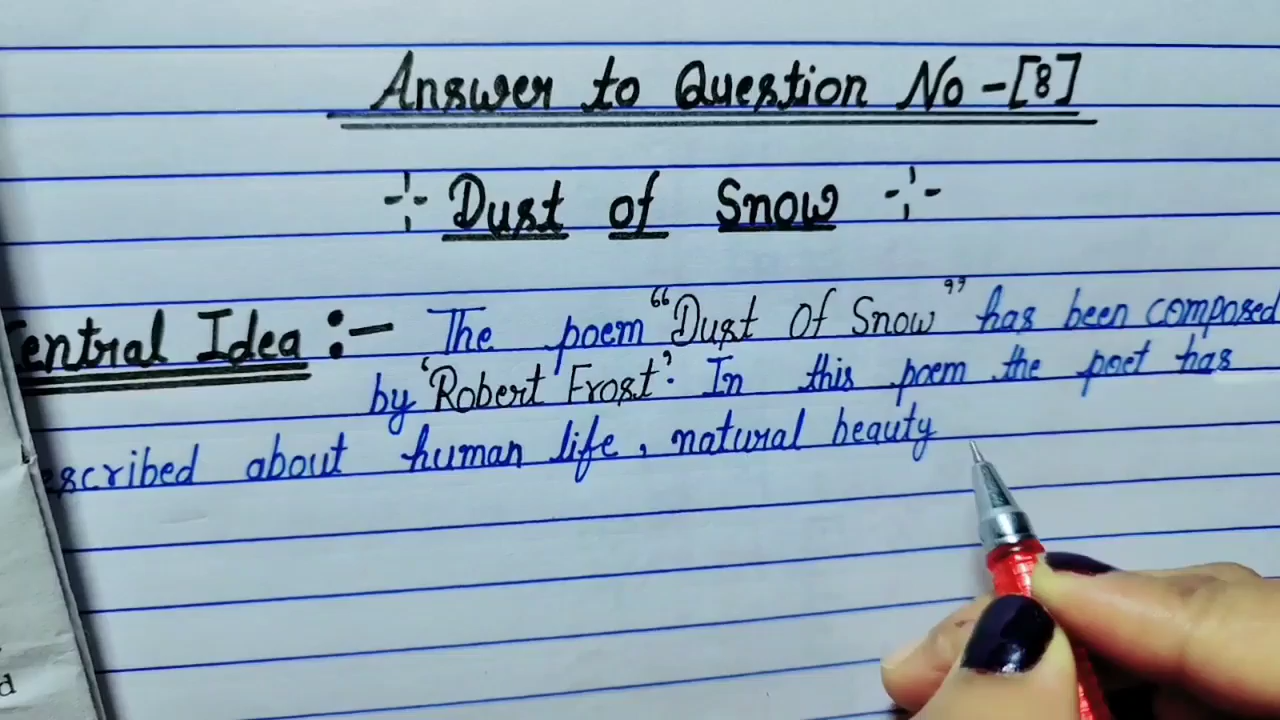 Answer to Question No -[8]
Dust of Snow
Central Idea :- The poem “Dust Of Snow” has been composed
by ‘Robert Frost’. In this poem the poet has
escribed about human life, natural beauty
d